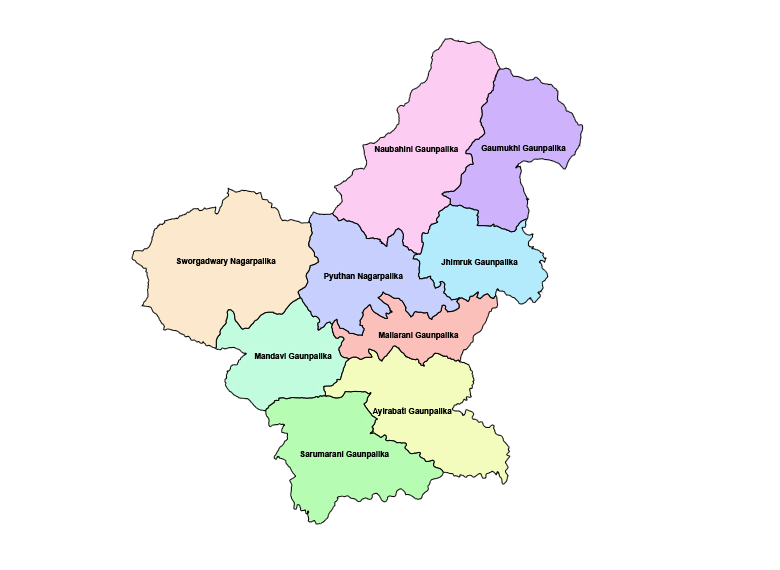 Naubahini Gaunpalika
Gaumukhi Gaunpalika
Sworgadwary Nagarpalika
Jhimruk Gaunpalika
Pyuthan Nagarpalika
Mallarani Gaunpalika
Mandavi Gaunpalika
Ayirabati Gaunpalika
Sarumarani Gaunpalika